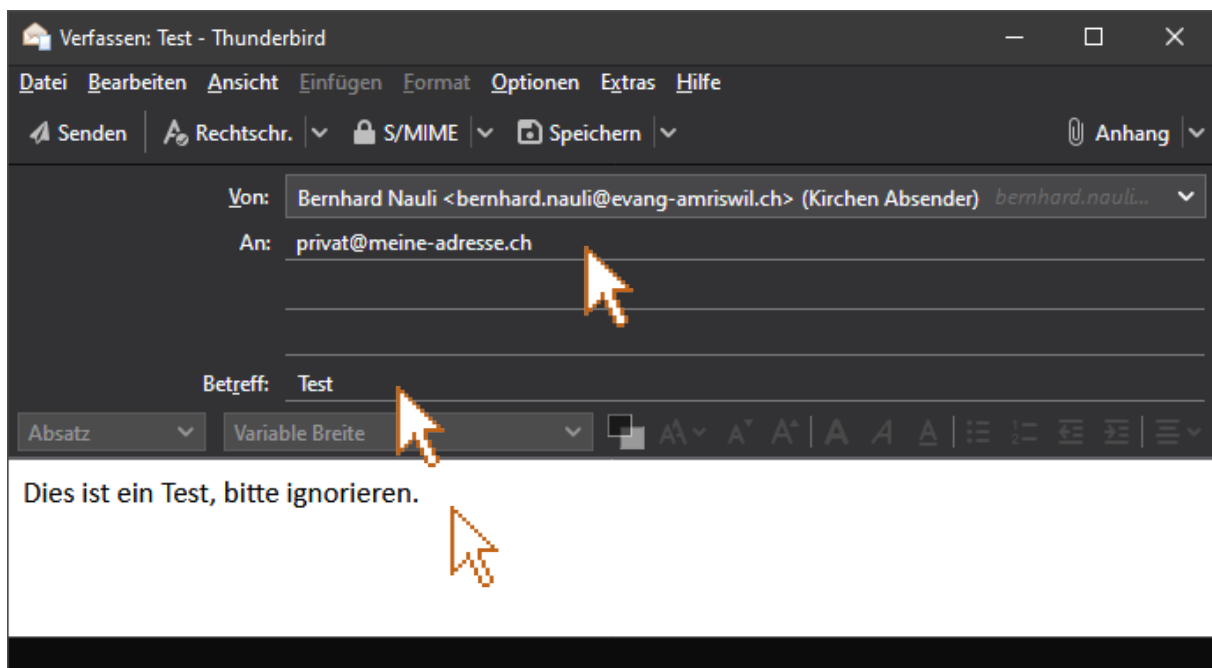 Verfassen: Test - Thunderbird
Datei Bearbeiten Ansicht Einfügen Format Optionen Extras Hilfe
Senden Rechtschr. S/MIME Speichern Anhang
Von: Bernhard Nauli <bernhard.nauli@evang-amriswil.ch> (Kirchen Absender) bernhard.nauli...
An: privat@meine-adresse.ch
Betreff: Test
Absatz Variable Breite
Dies ist ein Test, bitte ignorieren.